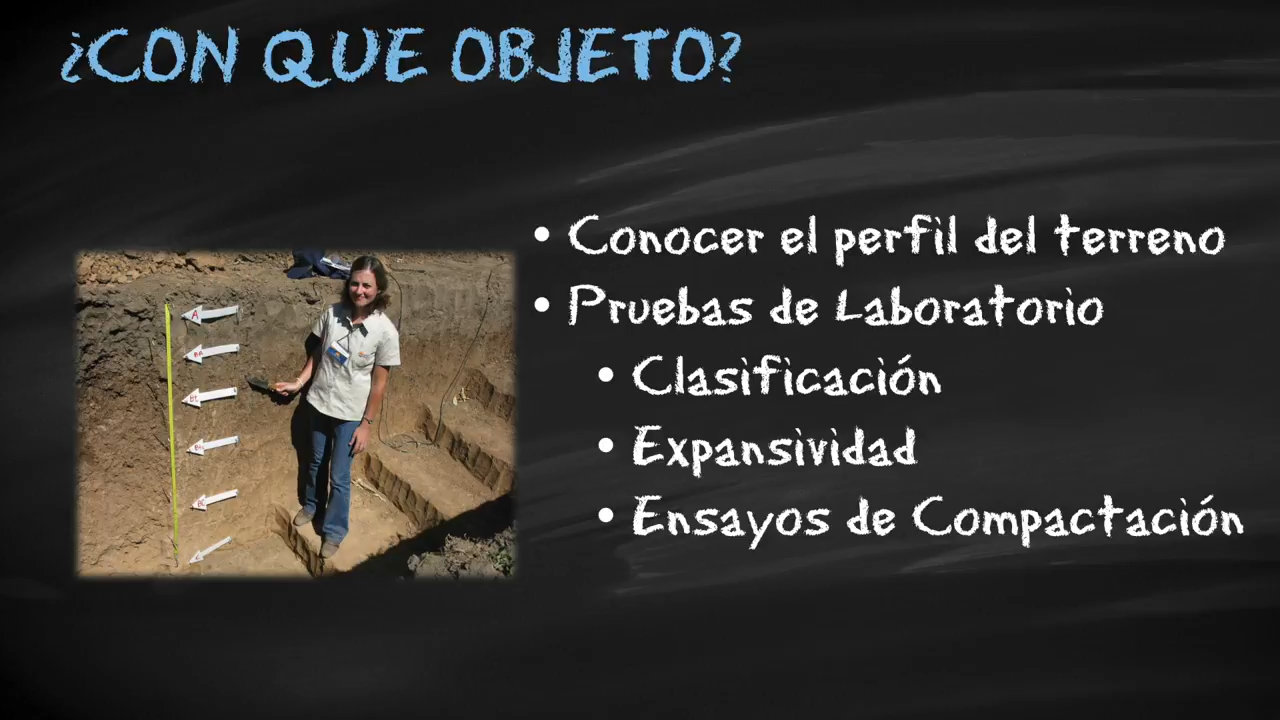 ¿CON QUE OBJETO?
• Conocer el perfil del terreno
• Pruebas de Laboratorio
• Clasificación
• Expansividad
• Ensayos de Compactación
A